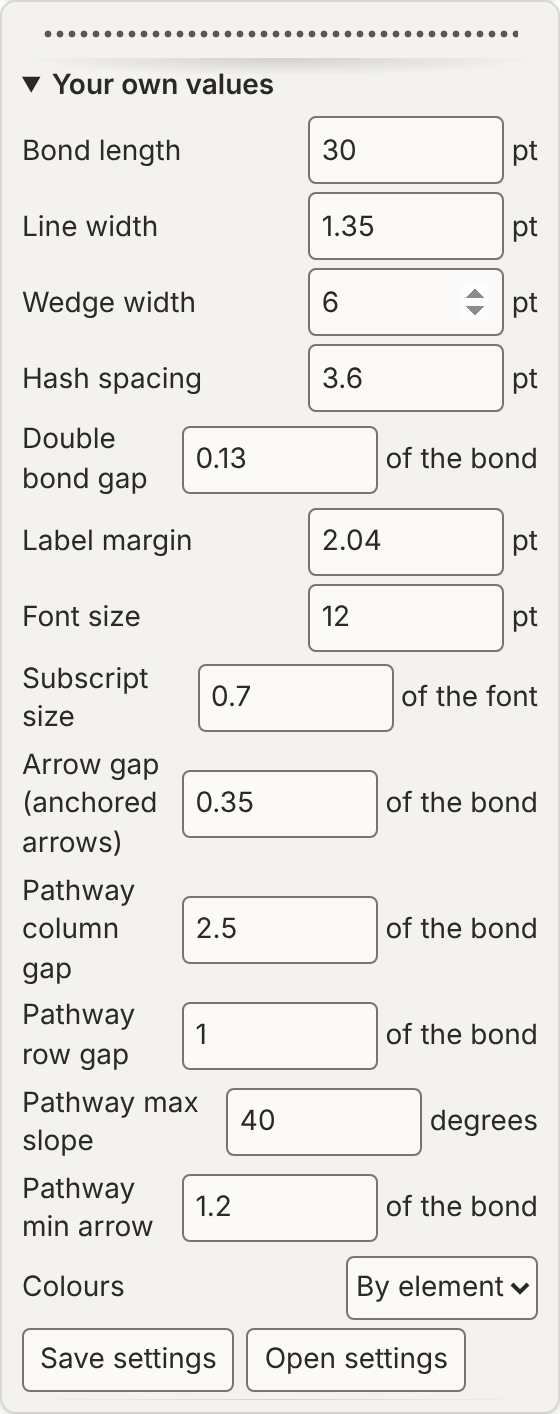 ▼ Your own values
Bond length 30 pt
Line width 1.35 pt
Wedge width 6 pt
Hash spacing 3.6 pt
Double
bond gap 0.13 of the bond
Label margin 2.04 pt
Font size 12 pt
Subscript
size 0.7 of the font
Arrow gap
(anchored 0.35 of the bond
arrows)
Pathway
column 2.5 of the bond
gap
Pathway
row gap 1 of the bond
Pathway max
slope 40 degrees
Pathway
min arrow 1.2 of the bond
Colours By element
Save settings Open settings